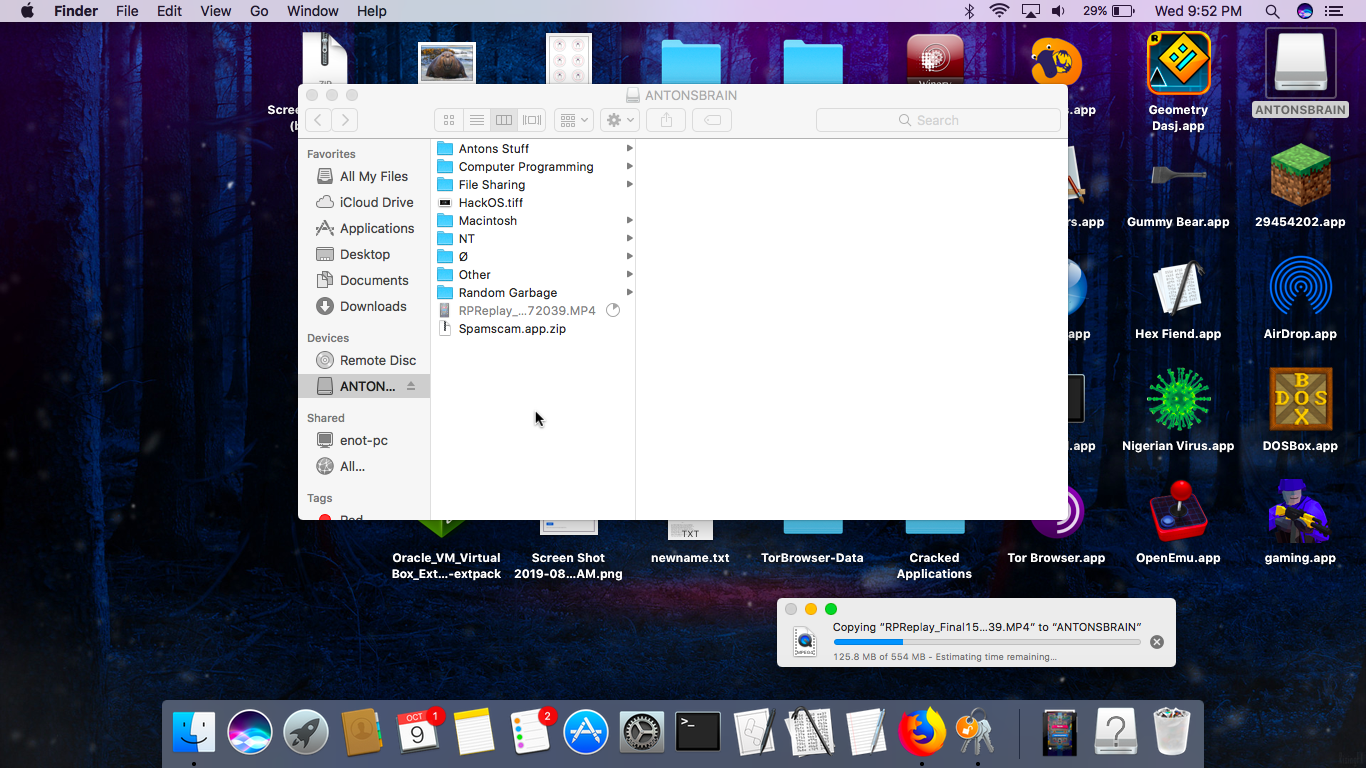 Finder File Edit View Go Window Help 29% Wed 9:52 PM
ANTONSBRAIN
Search
Favorites
All My Files
iCloud Drive
Applications
Desktop
Documents
Downloads
Devices
Remote Disc
ANTON...
Shared
enot-pc
All...
Tags
Red
Antons Stuff
Computer Programming
File Sharing
HackOS.tiff
Macintosh
NT
Ø
Other
Random Garbage
RPReplay_...72039.MP4
Spamscam.app.zip
ZIP
Scree
(b
s.app
Geometry
Dasj.app
ANTONSBRAIN
rs.app
Gummy Bear.app
29454202.app
app
Hex Fiend.app
AirDrop.app
l.app
Nigerian Virus.app
BOX
DOS
DOSBox.app
TXT
Oracle_VM_Virtual
Box_Ext...-extpack
Screen Shot
2019-08...AM.png
newname.txt
TorBrowser-Data
Cracked
Applications
Tor Browser.app
OpenEmu.app
gaming.app
Copying “RPReplay_Final15...39.MP4” to “ANTONSBRAIN”
125.8 MB of 554 MB - Estimating time remaining...
MPEG4
OCT
9
1
2